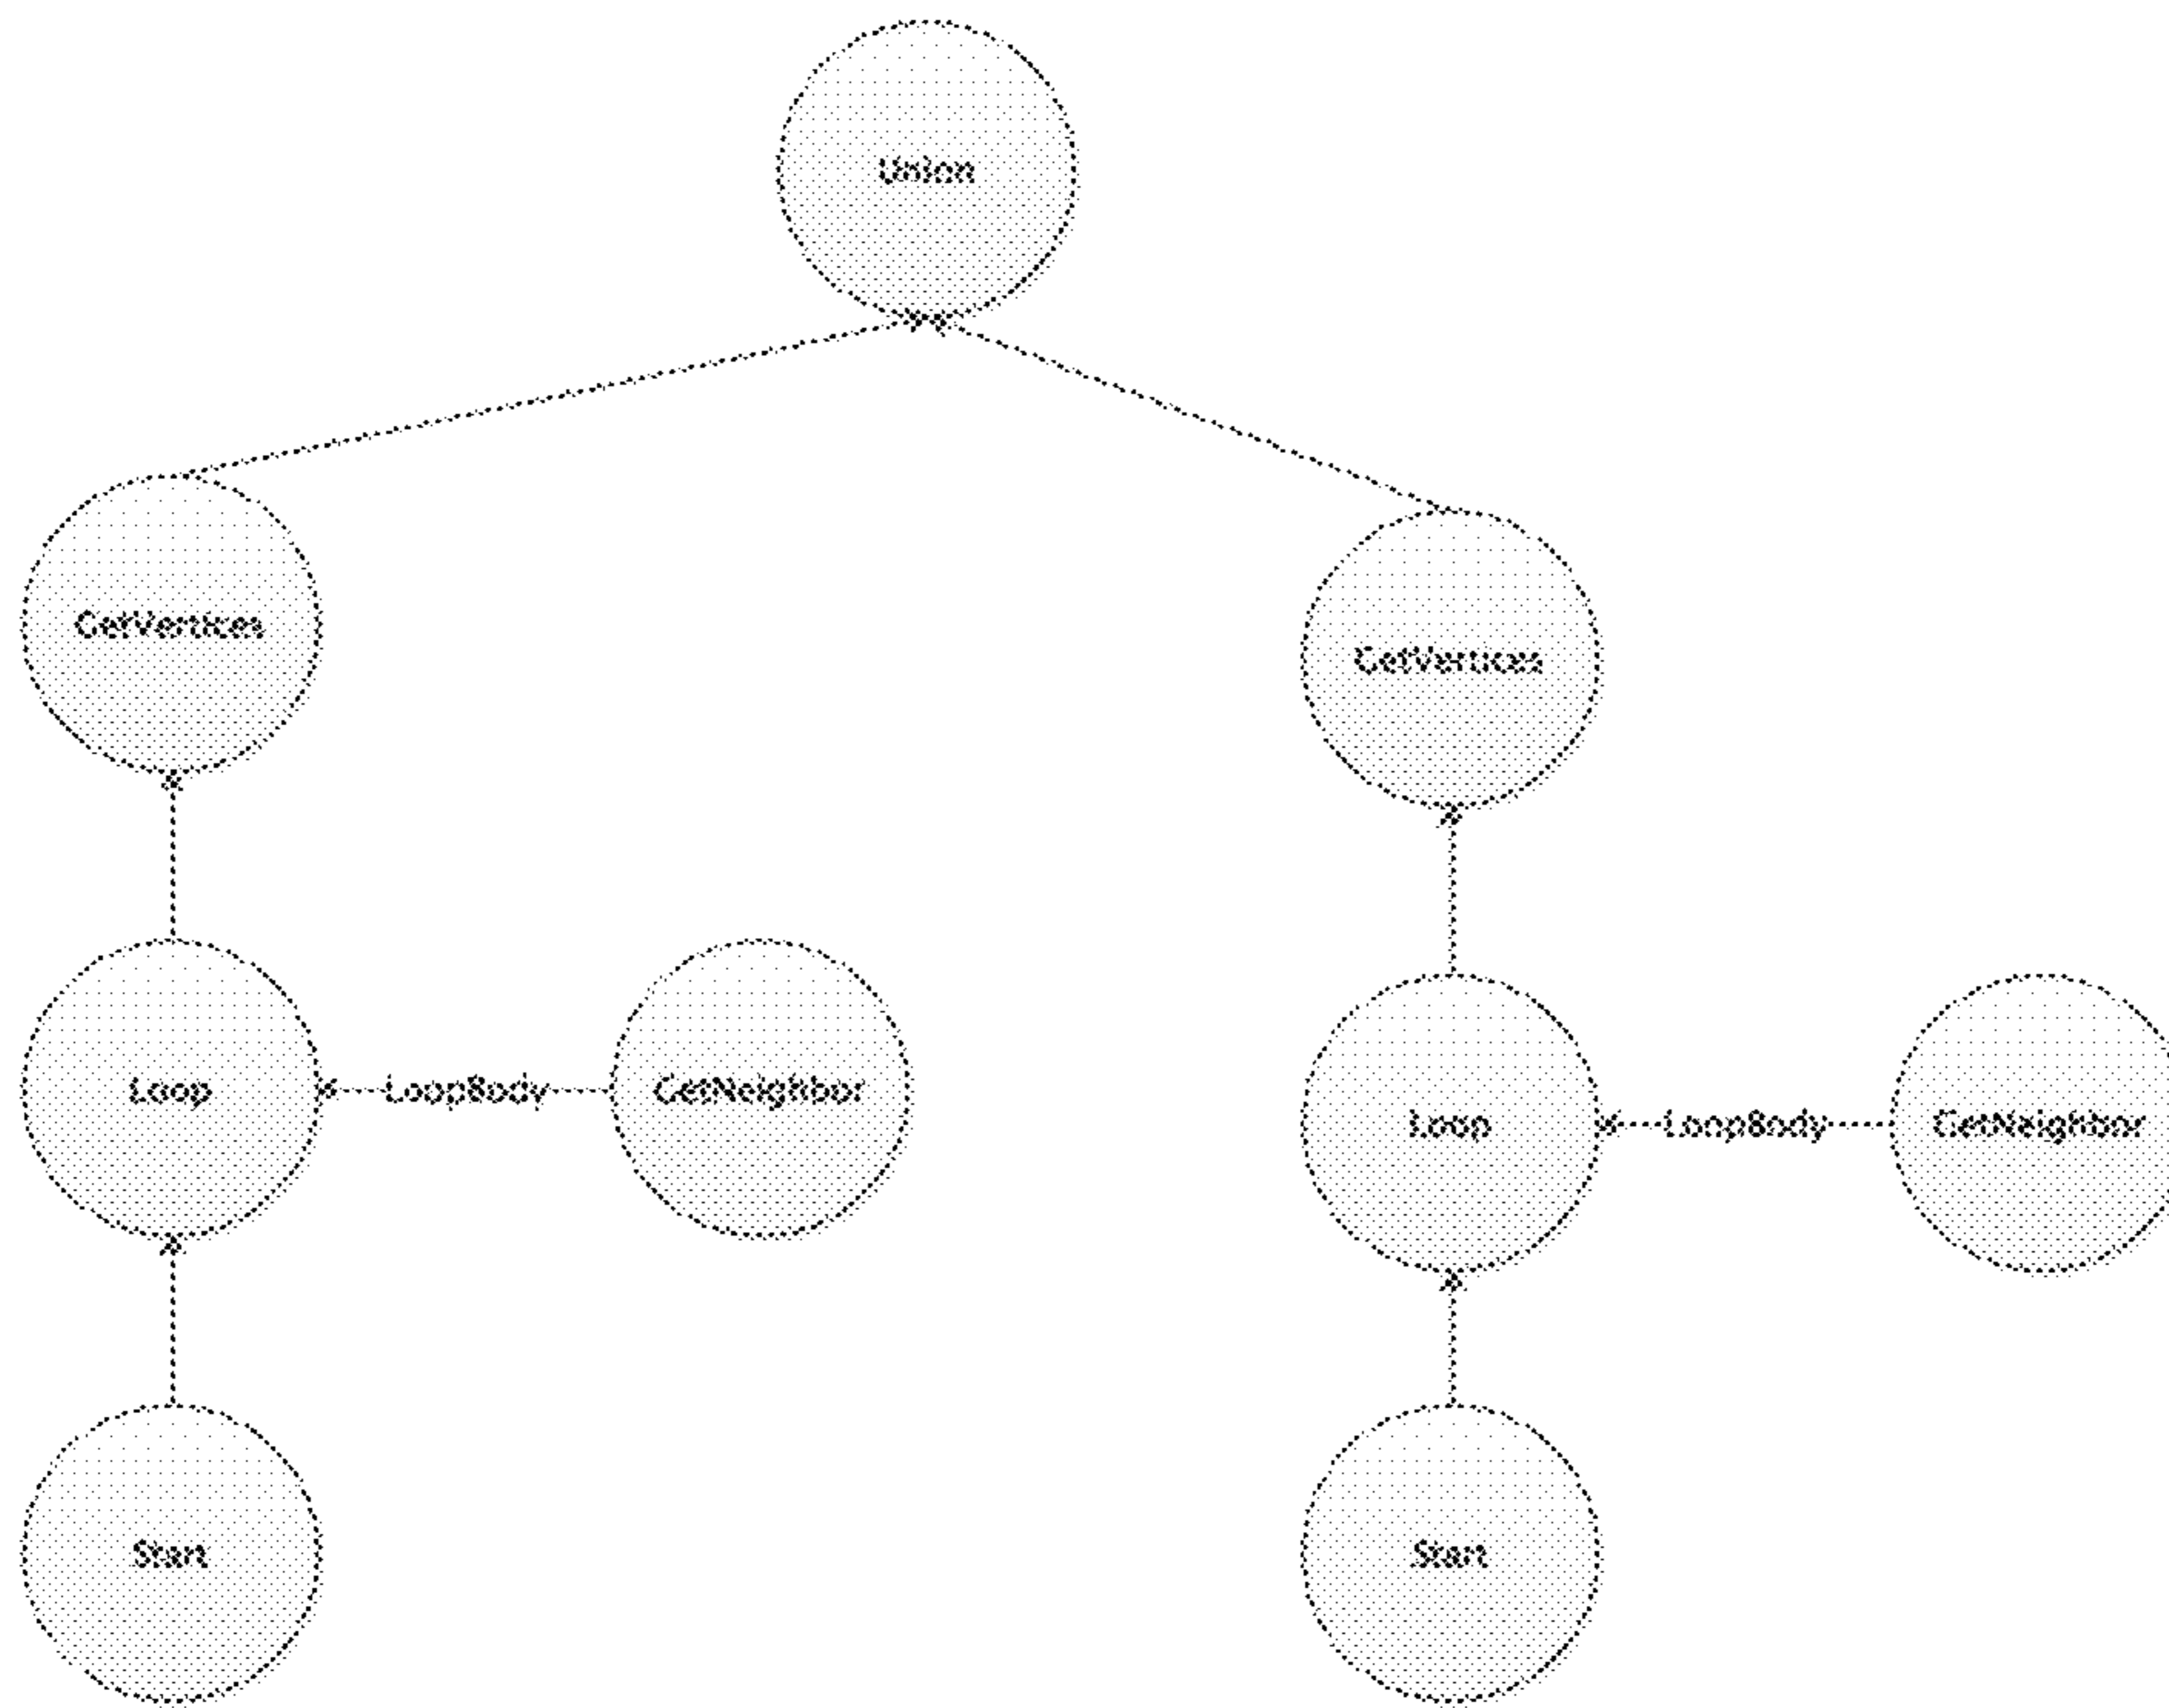 Union
GetVertices
GetVertices
Loop
LoopBody
GetNeighbor
Loop
LoopBody
GetNeighbor
Start
Start